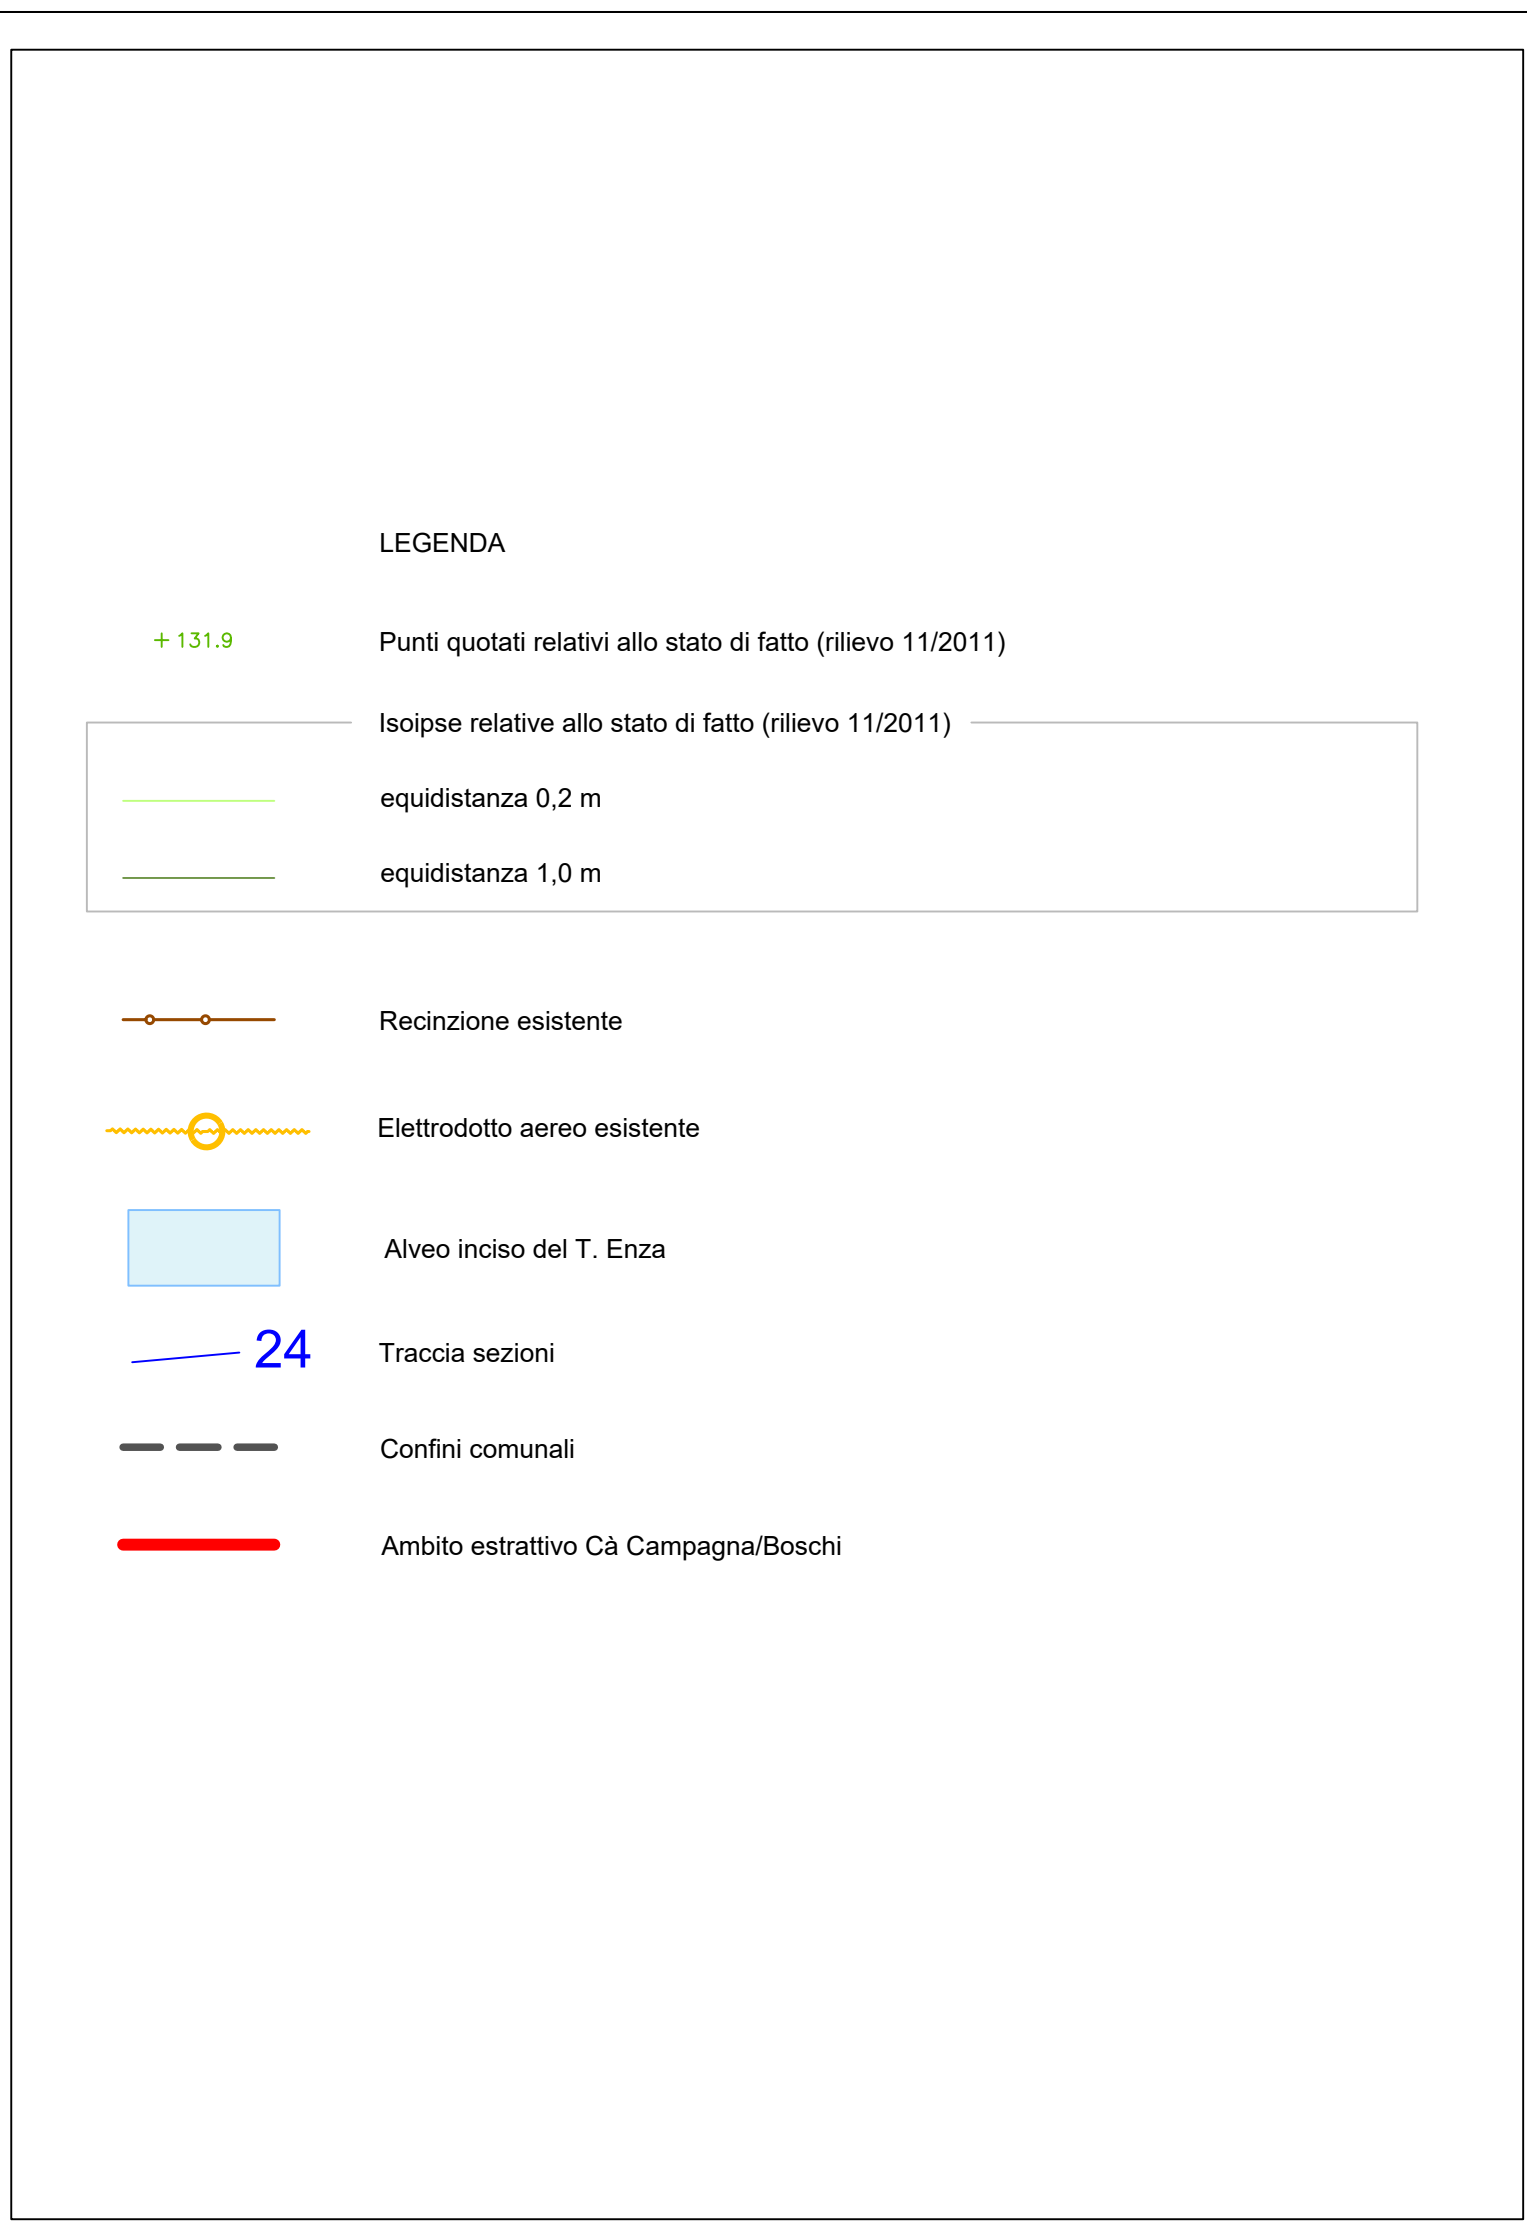 LEGENDA
+ 131.9 Punti quotati relativi allo stato di fatto (rilievo 11/2011)
Isoipse relative allo stato di fatto (rilievo 11/2011)
equidistanza 0,2 m
equidistanza 1,0 m
Recinzione esistente
Elettrodotto aereo esistente
Alveo inciso del T. Enza
24 Traccia sezioni
Confini comunali
Ambito estrattivo Cà Campagna/Boschi